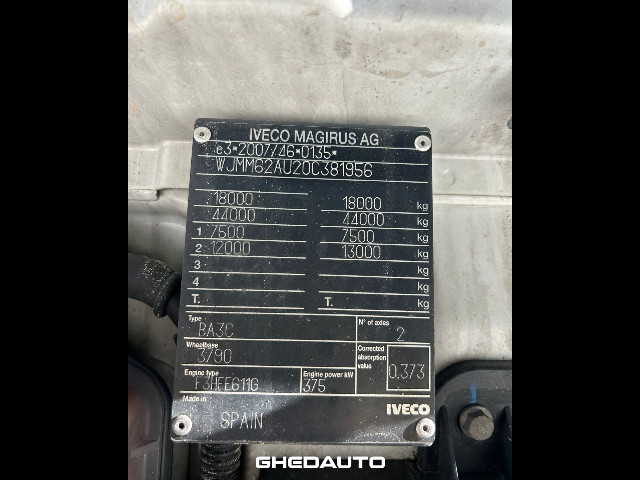 IVECO MAGIRUS AG
e3*2007/46*0135*
WJMM62AU20C381956
18000 18000 kg
44000 44000 kg
1 7500 7500 kg
2 12000 13000 kg
3 kg
4 kg
T. T. kg
Type BA3C N° of axles 2
Wheelbase 3790 Corrected absorption value 0.373
Engine type F3HFE611G Engine power kW 375
Made in SPAIN IVECO
GHEDAUTO